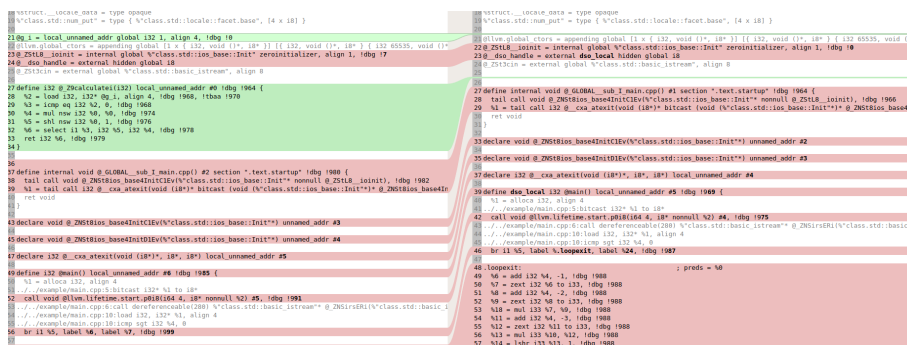 %"struct.__locale_data = type opaque
19 %"class.std::num_put" = type { %"class.std::locale::facet.base", [4 x i8] }
21 @g_i = local_unnamed_addr global i32 1, align 4, !dbg !0
22 @llvm.global_ctors = appending global [1 x { i32, void ()*, i8* }] [{ i32, void ()*, i8* } { i32 65535, void ()*
23 @_ZStL8__ioinit = internal global %"class.std::ios_base::Init" zeroinitializer, align 1, !dbg !7
24 @__dso_handle = external hidden global i8
@_ZSt3cin = external global %"class.std::basic_istream", align 8
27 define i32 @_Z9calculatei(i32) local_unnamed_addr #0 !dbg !964 {
28 %2 = load i32, i32* @g_i, align 4, !dbg !968, !tbaa !970
29 %3 = icmp eq i32 %2, 0, !dbg !968
30 %4 = mul nsw i32 %0, %0, !dbg !974
31 %5 = shl nsw i32 %0, 1, !dbg !976
32 %6 = select i1 %3, i32 %5, i32 %4, !dbg !978
33 ret i32 %6, !dbg !979
34 }
36
37 define internal void @_GLOBAL__sub_I_main.cpp() #2 section ".text.startup" !dbg !980 {
38 tail call void @_ZNSt8ios_base4InitC1Ev(%"class.std::ios_base::Init"* nonnull @_ZStL8__ioinit), !dbg !982
39 %1 = tail call i32 @__cxa_atexit(void (i8*)* bitcast (void (%"class.std::ios_base::Init"*)* @_ZNSt8ios_base4In
ret void
}
43 declare void @_ZNSt8ios_base4InitC1Ev(%"class.std::ios_base::Init"*) unnamed_addr #3
45 declare void @_ZNSt8ios_base4InitD1Ev(%"class.std::ios_base::Init"*) unnamed_addr #4
47 declare i32 @__cxa_atexit(void (i8*)*, i8*, i8*) local_unnamed_addr #5
49 define i32 @main() local_unnamed_addr #6 !dbg !985 {
%1 = alloca i32, align 4
../../example/main.cpp:5:bitcast i32* %1 to i8*
52 call void @llvm.lifetime.start.p0i8(i64 4, i8* nonnull %2) #5, !dbg !991
../../example/main.cpp:6:call dereferenceable(280) %"class.std::basic_istream"* @_ZNSirsERi(%"class.std::basic_i
../../example/main.cpp:10:load i32, i32* %1, align 4
../../example/main.cpp:10:icmp sgt i32 %4, 0
56 br i1 %5, label %6, label %7, !dbg !999
%"struct.__locale_data = type opaque
%"class.std::num_put" = type { %"class.std::locale::facet.base", [4 x i8] }
@llvm.global_ctors = appending global [1 x { i32, void ()*, i8* }] [{ i32, void ()*, i8* } { i32 65535, void (
22 @_ZStL8__ioinit = internal global %"class.std::ios_base::Init" zeroinitializer, align 1, !dbg !0
23 @__dso_handle = external dso_local hidden global i8
@_ZSt3cin = external global %"class.std::basic_istream", align 8
27 define internal void @_GLOBAL__sub_I_main.cpp() #1 section ".text.startup" !dbg !964 {
28 tail call void @_ZNSt8ios_base4InitC1Ev(%"class.std::ios_base::Init"* nonnull @_ZStL8__ioinit), !dbg !966
29 %1 = tail call i32 @__cxa_atexit(void (i8*)* bitcast (void (%"class.std::ios_base::Init"*)* @_ZNSt8ios_base4
ret void
}
33 declare void @_ZNSt8ios_base4InitC1Ev(%"class.std::ios_base::Init"*) unnamed_addr #2
35 declare void @_ZNSt8ios_base4InitD1Ev(%"class.std::ios_base::Init"*) unnamed_addr #3
37 declare i32 @__cxa_atexit(void (i8*)*, i8*, i8*) local_unnamed_addr #4
39 define dso_local i32 @main() local_unnamed_addr #5 !dbg !969 {
%1 = alloca i32, align 4
../../example/main.cpp:5:bitcast i32* %1 to i8*
42 call void @llvm.lifetime.start.p0i8(i64 4, i8* nonnull %2) #4, !dbg !975
../../example/main.cpp:6:call dereferenceable(280) %"class.std::basic_istream"* @_ZNSirsERi(%"class.std::basic
../../example/main.cpp:10:load i32, i32* %1, align 4
../../example/main.cpp:10:icmp sgt i32 %4, 0
46 br i1 %5, label %.loopexit, label %24, !dbg !987
48 .loopexit: ; preds = %0
49 %6 = add i32 %4, -1, !dbg !988
50 %7 = zext i32 %6 to i33, !dbg !988
51 %8 = add i32 %4, -2, !dbg !988
52 %9 = zext i32 %8 to i33, !dbg !988
53 %10 = mul i33 %7, %9, !dbg !988
54 %11 = add i32 %4, -3, !dbg !988
55 %12 = zext i32 %11 to i33, !dbg !988
56 %13 = mul i33 %10, %12, !dbg !988
57 %14 = lshr i33 %13, 1, !dbg !988